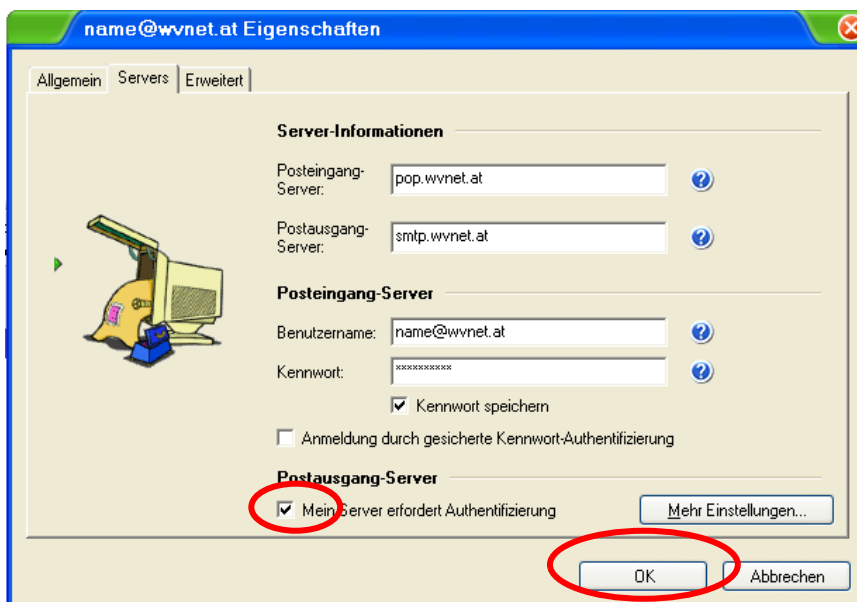 name@wvnet.at Eigenschaften
Allgemein Servers Erweitert
Server-Informationen
Posteingang-
Server:
pop.wvnet.at
Postausgang-
Server:
smtp.wvnet.at
Posteingang-Server
Benutzername: name@wvnet.at
Kennwort: **********
Kennwort speichern
Anmeldung durch gesicherte Kennwort-Authentifizierung
Postausgang-Server
Mein Server erfordert Authentifizierung Mehr Einstellungen...
OK Abbrechen